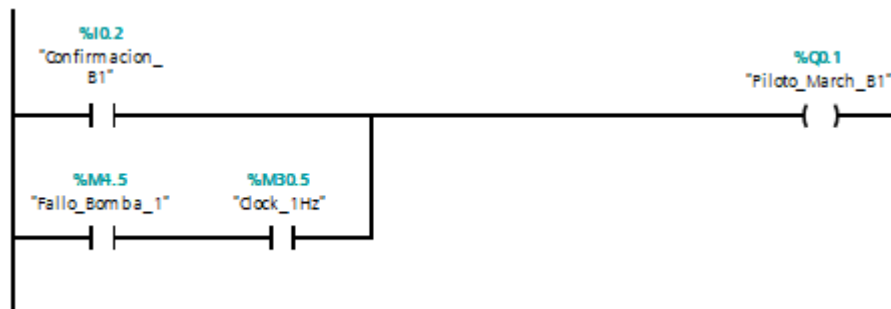 %I0.2
"Confirmacion_
B1"
%Q0.1
"Piloto_March_B1"
%M4.5
"Fallo_Bomba_1"
%M30.5
"Clock_1Hz"